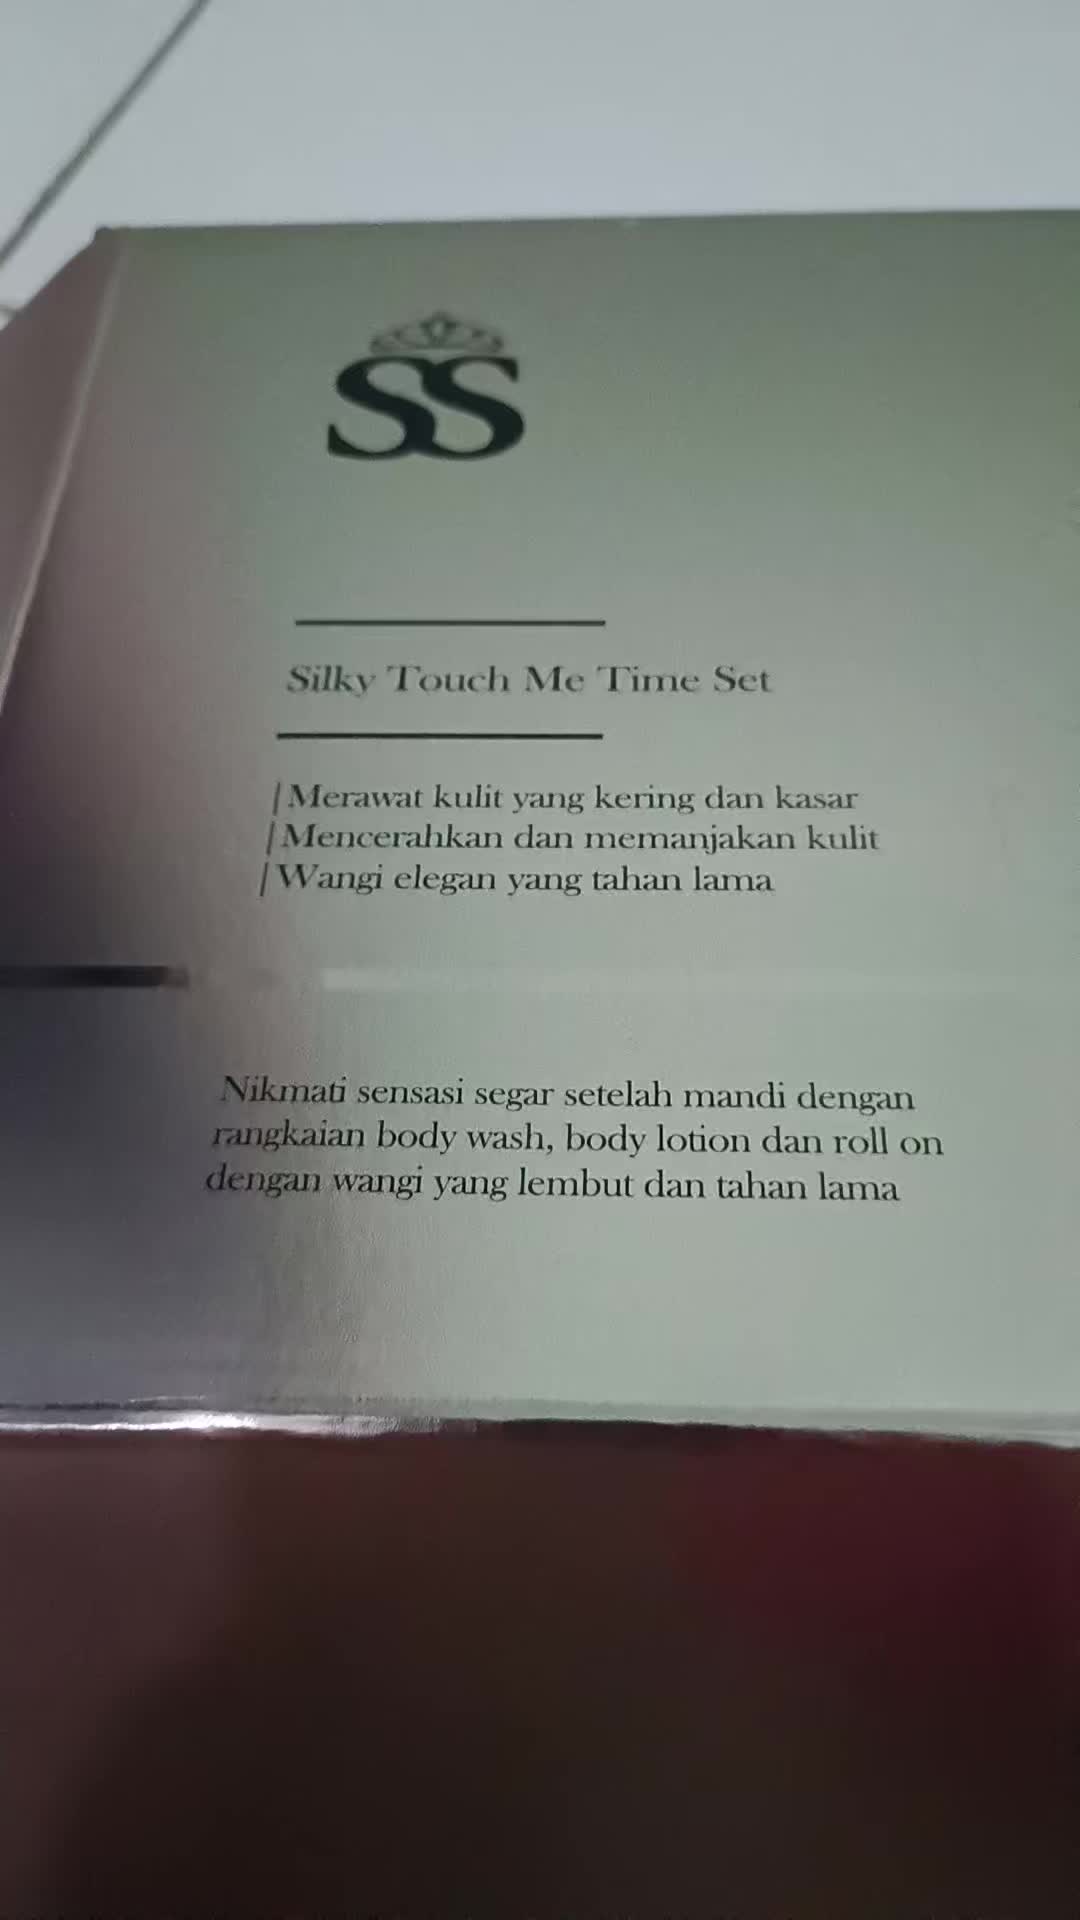 SS
Silky Touch Me Time Set
| Merawat kulit yang kering dan kasar
| Mencerahkan dan memanjakan kulit
| Wangi elegan yang tahan lama
Nikmati sensasi segar setelah mandi dengan
rangkaian body wash, body lotion dan roll on
dengan wangi yang lembut dan tahan lama